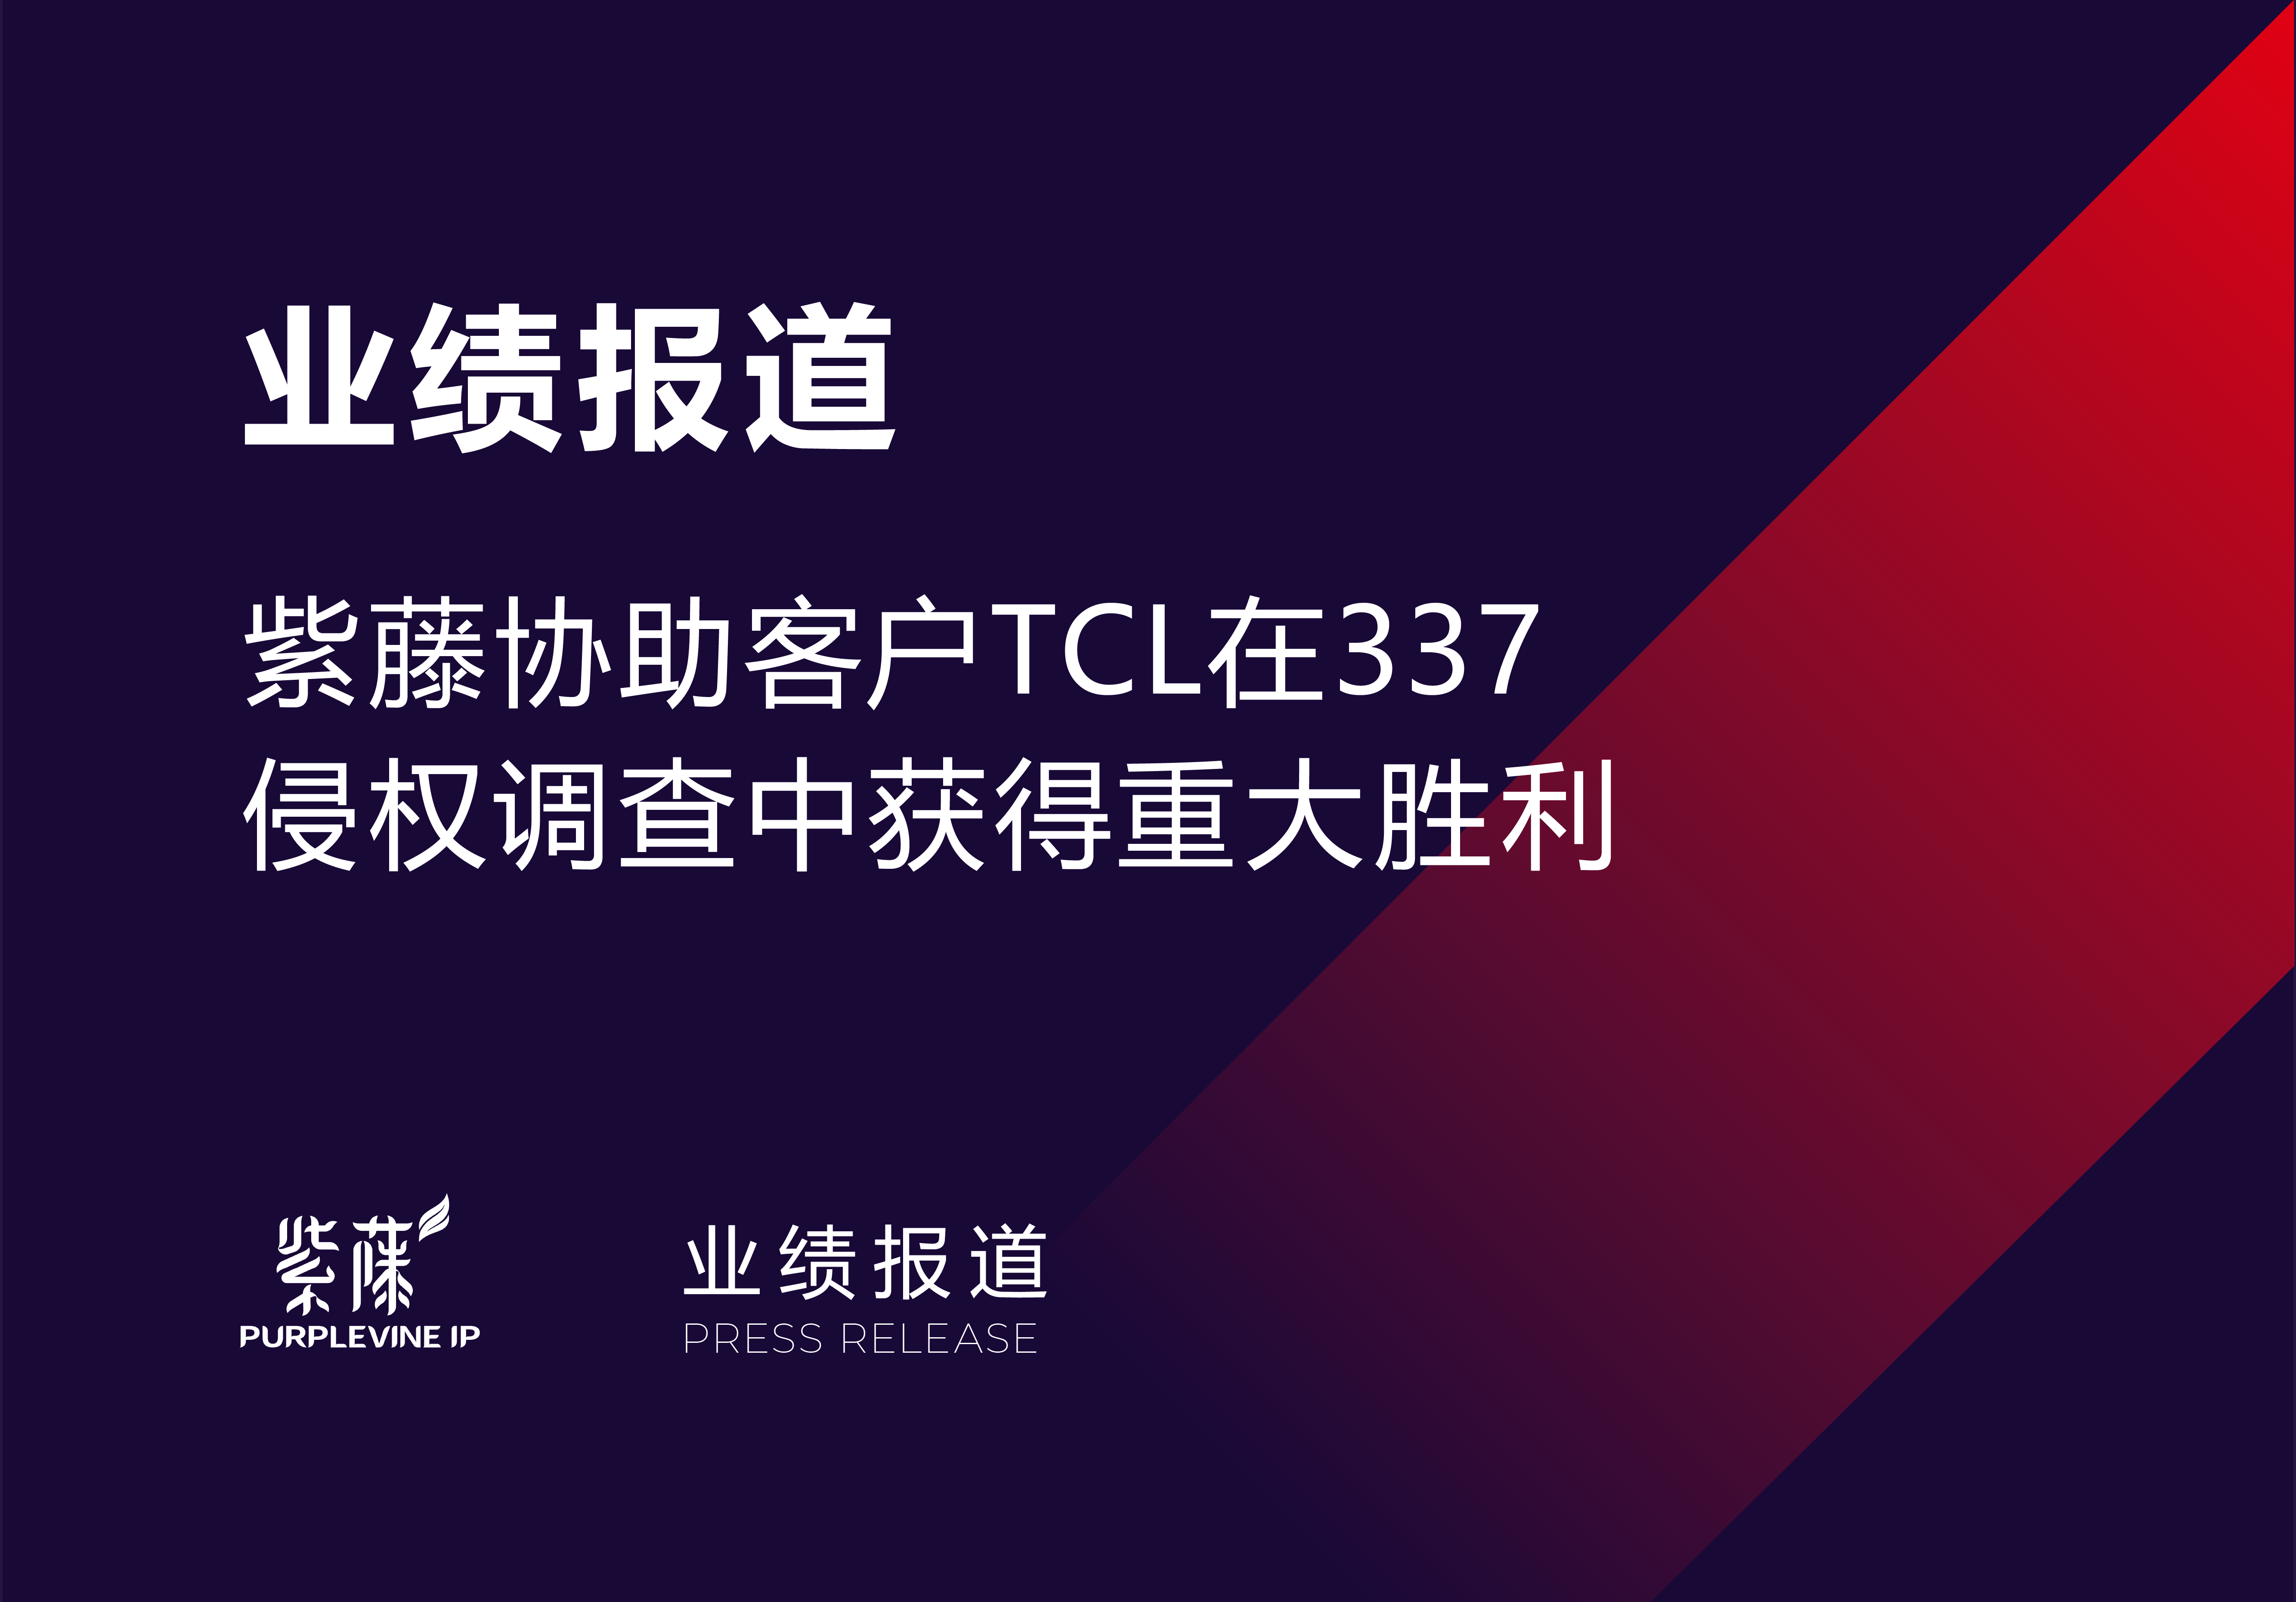 业绩报道
紫藤协助客户TCL在337
侵权调查中获得重大胜利
紫藤
PURPLEVINE IP
业绩报道
PRESS RELEASE